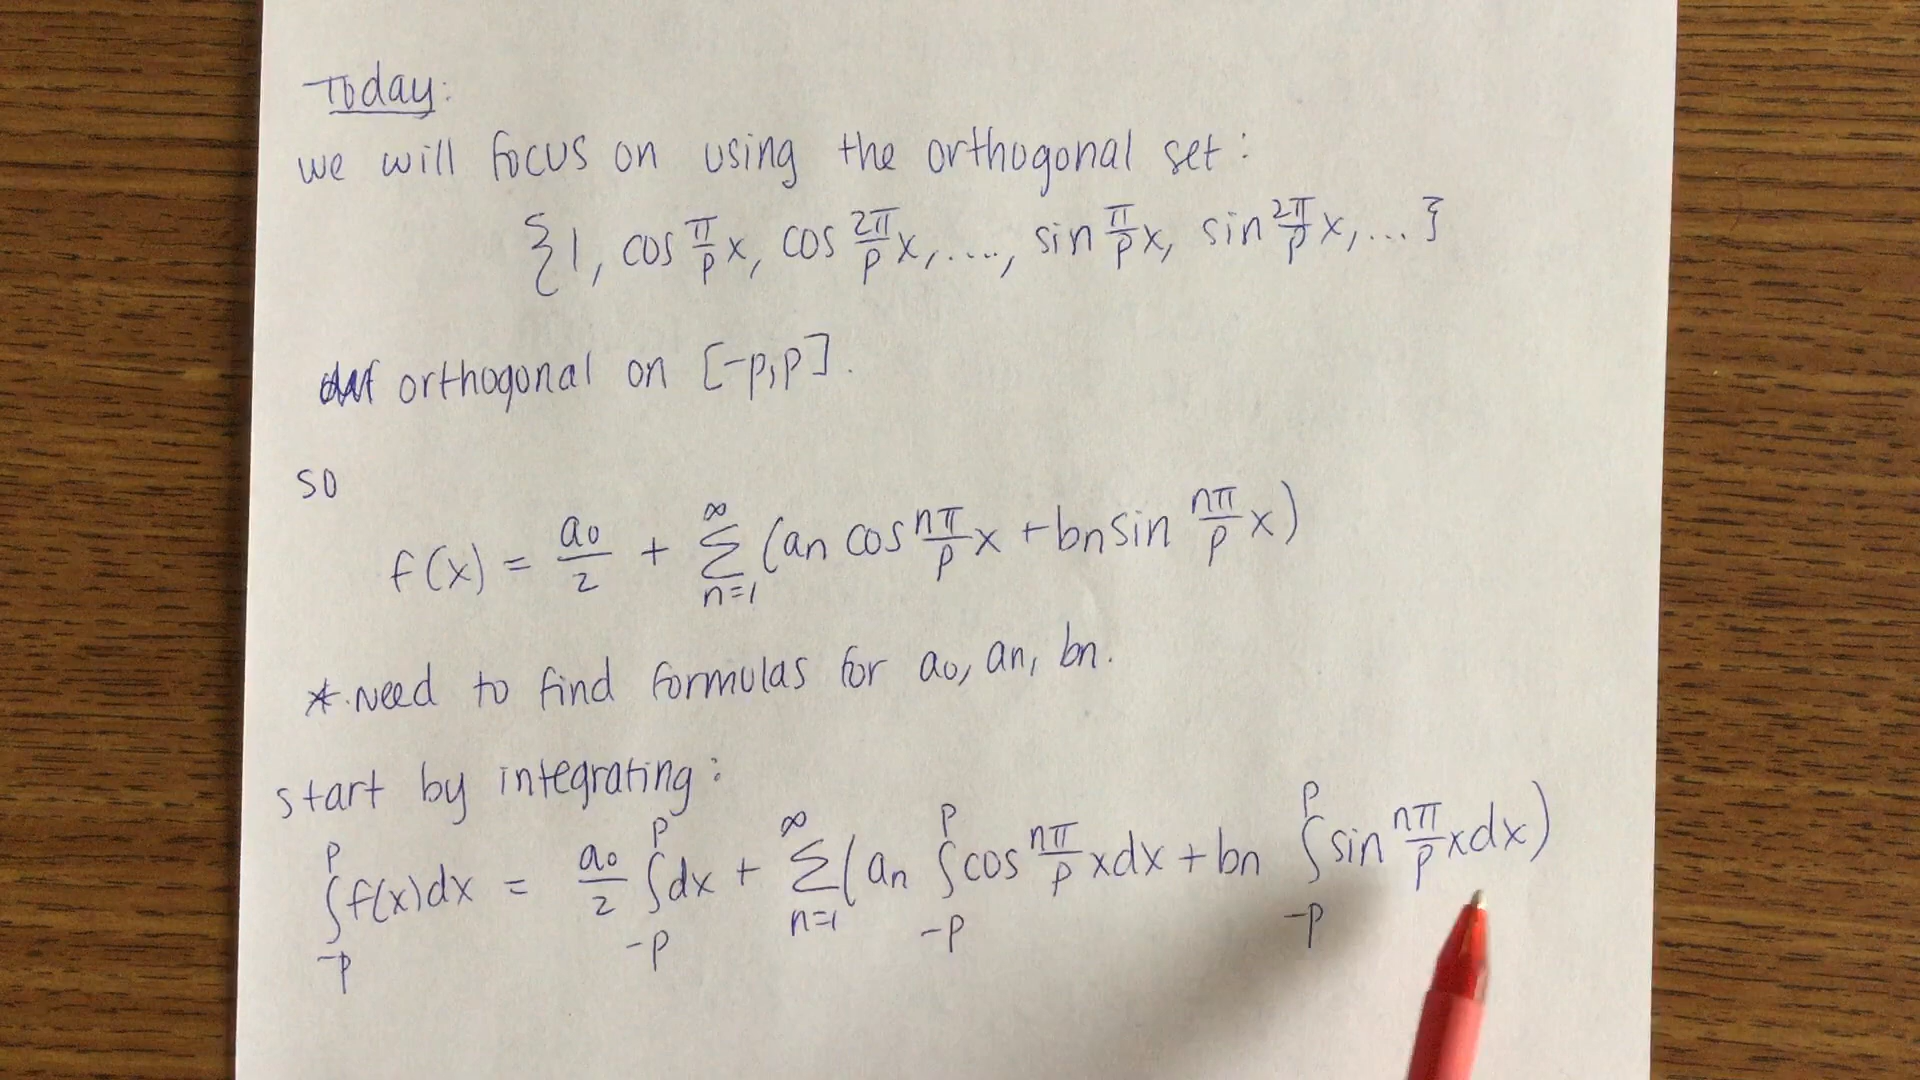 Today:
we will focus on using the orthogonal set:
{1, cos π/p x, cos 2π/p x, ...., sin π/p x, sin 2π/p x, ... }
orthogonal on [-p,p].
so
f(x) = a₀/2 + ∞∑n=1 (an cos nπ/p x + bn sin nπ/p x)
* Need to find formulas for a₀, an, bn.
start by integrating:
p∫-p f(x)dx = a₀/2 p∫-p dx + ∞∑n=1 (an p∫-p cos nπ/p x dx + bn p∫-p sin nπ/p x dx)